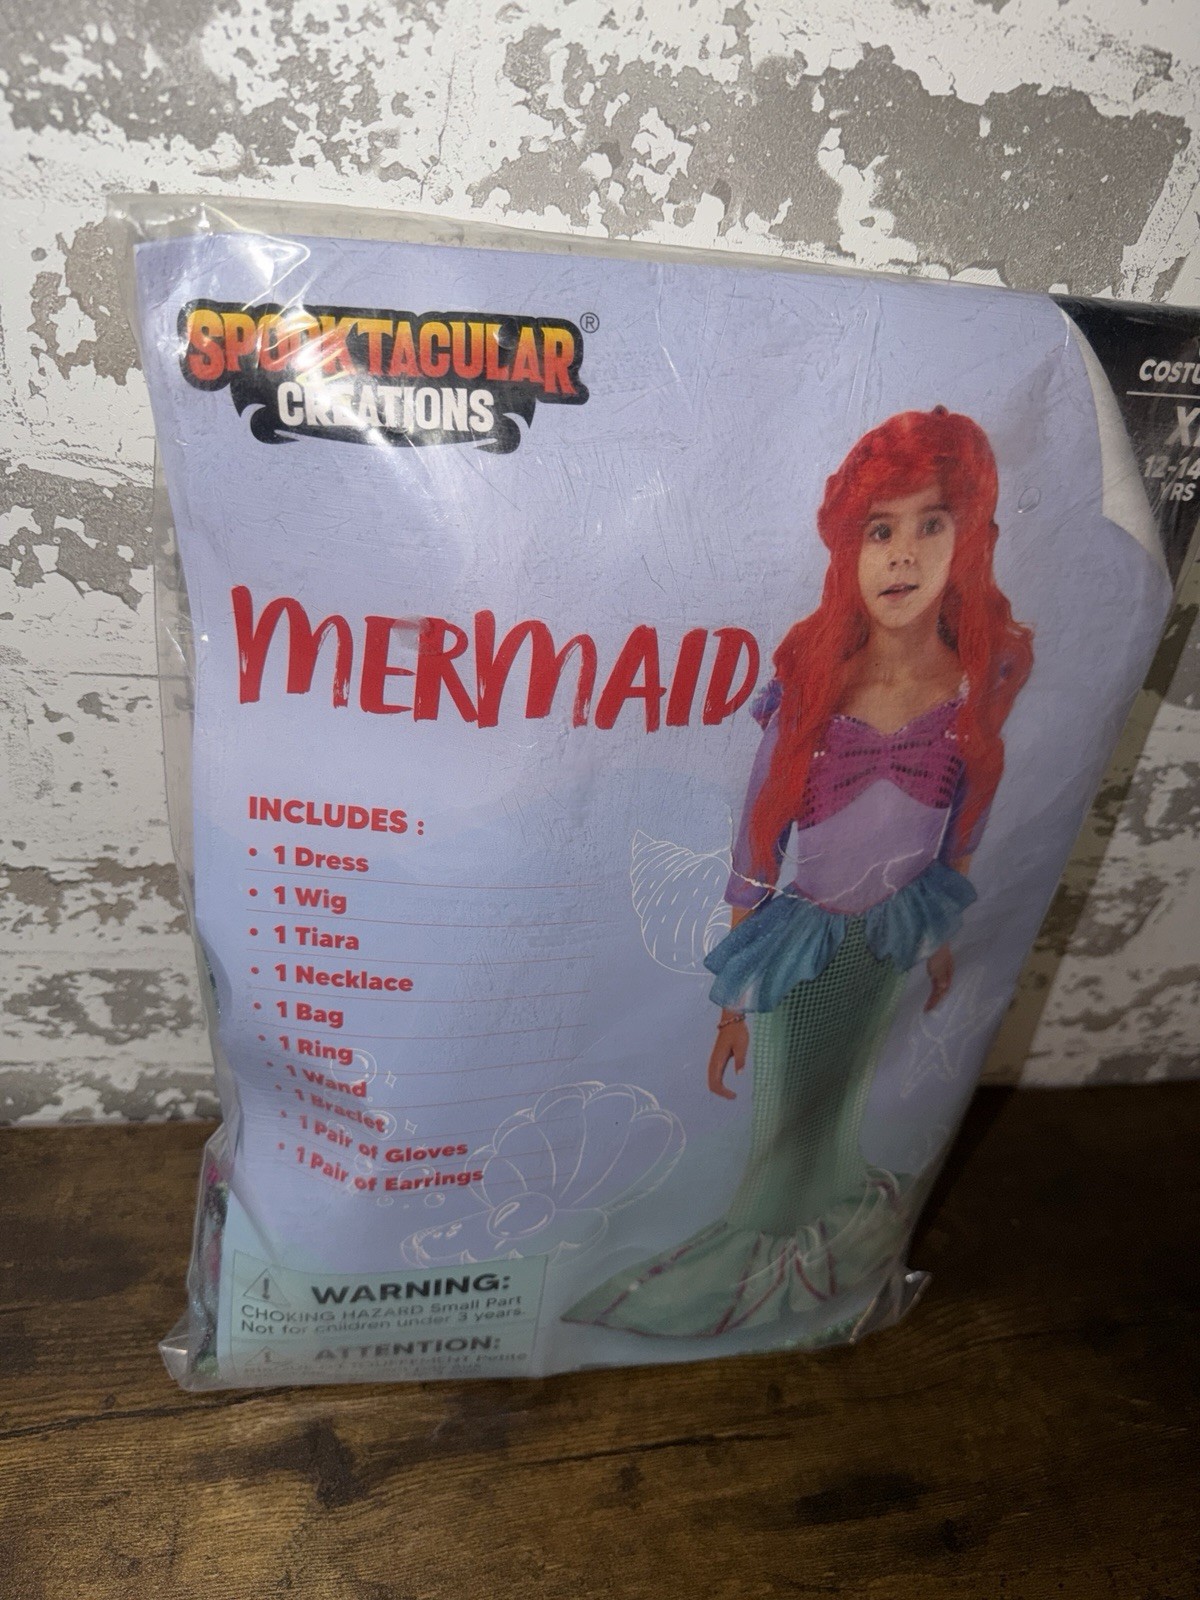 SPOOKTACULAR®
CREATIONS
COSTU
X
12-14
YRS
MERMAID
INCLUDES :
• 1 Dress
• 1 Wig
• 1 Tiara
• 1 Necklace
• 1 Bag
• 1 Ring
• 1 Wand
• 1 Braclet
• 1 Pair of Gloves
• 1 Pair of Earrings
WARNING:
CHOKING HAZARD Small Part
Not for children under 3 years.
ATTENTION: